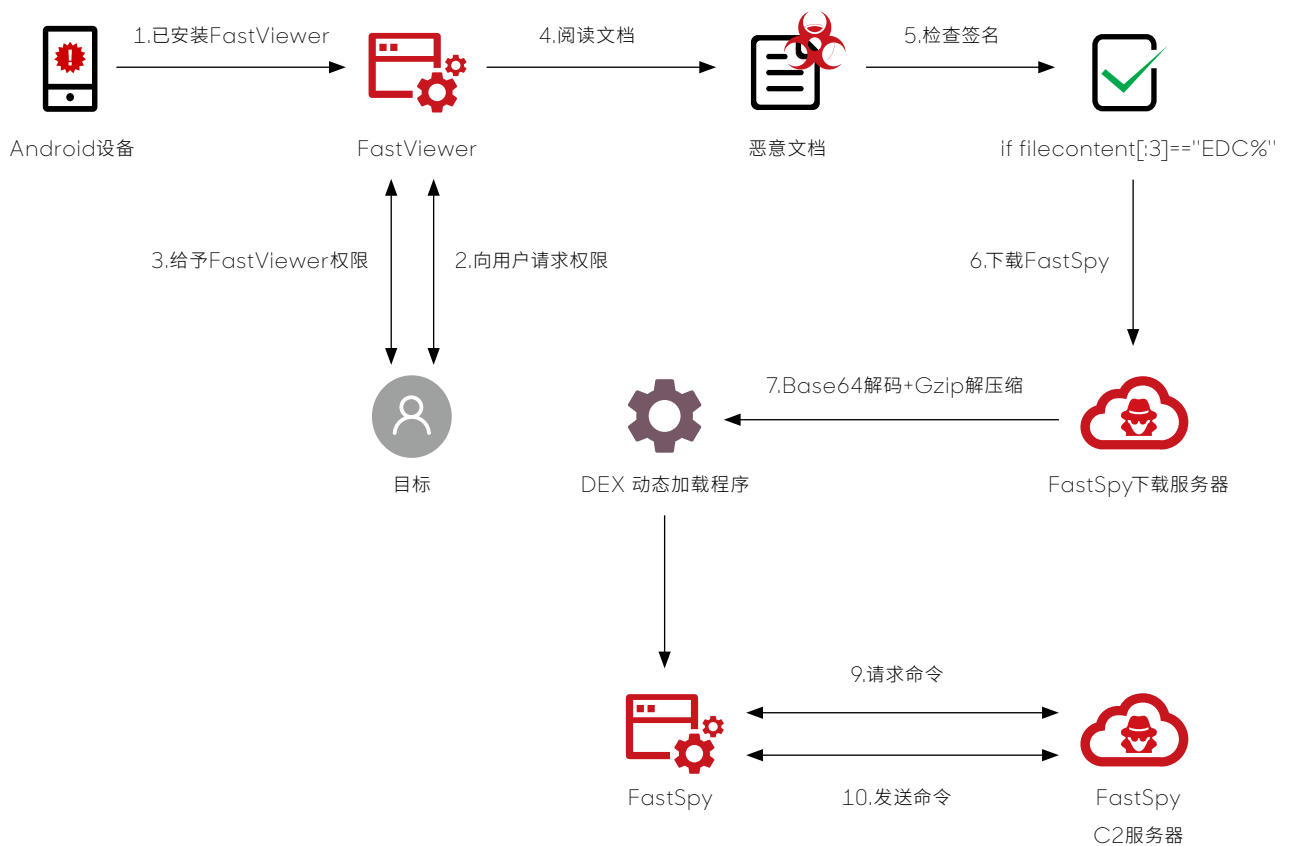 1.已安装FastViewer
4.阅读文档
5.检查签名
Android设备
FastViewer
恶意文档
if filecontent[:3]=="EDC%"
3.给予FastViewer权限
2.向用户请求权限
6.下载FastSpy
7.Base64解码+Gzip解压缩
目标
DEX 动态加载程序
FastSpy下载服务器
9.请求命令
10.发送命令
FastSpy
FastSpy
C2服务器